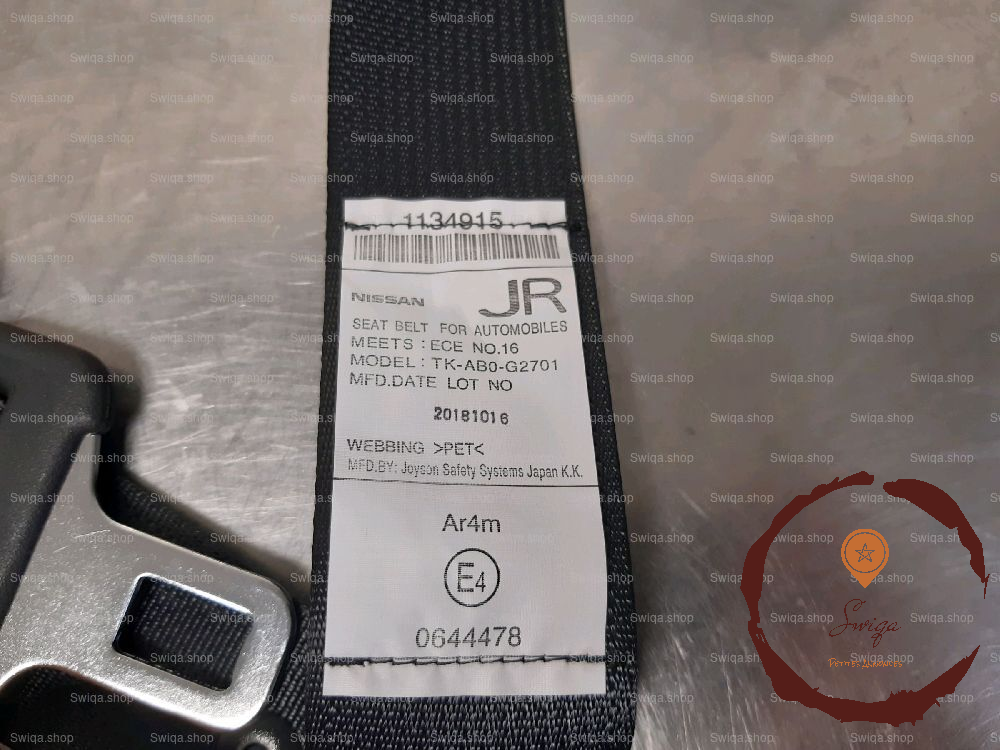 1134915
NISSAN JR
SEAT BELT FOR AUTOMOBILES
MEETS : ECE NO.16
MODEL : TK-AB0-G2701
MFD.DATE LOT NO
20181016
WEBBING >PET<
MFD.BY: Joyson Safety Systems Japan K.K.
Ar4m
E4
0644478
Swiqa
Swiqa.shop